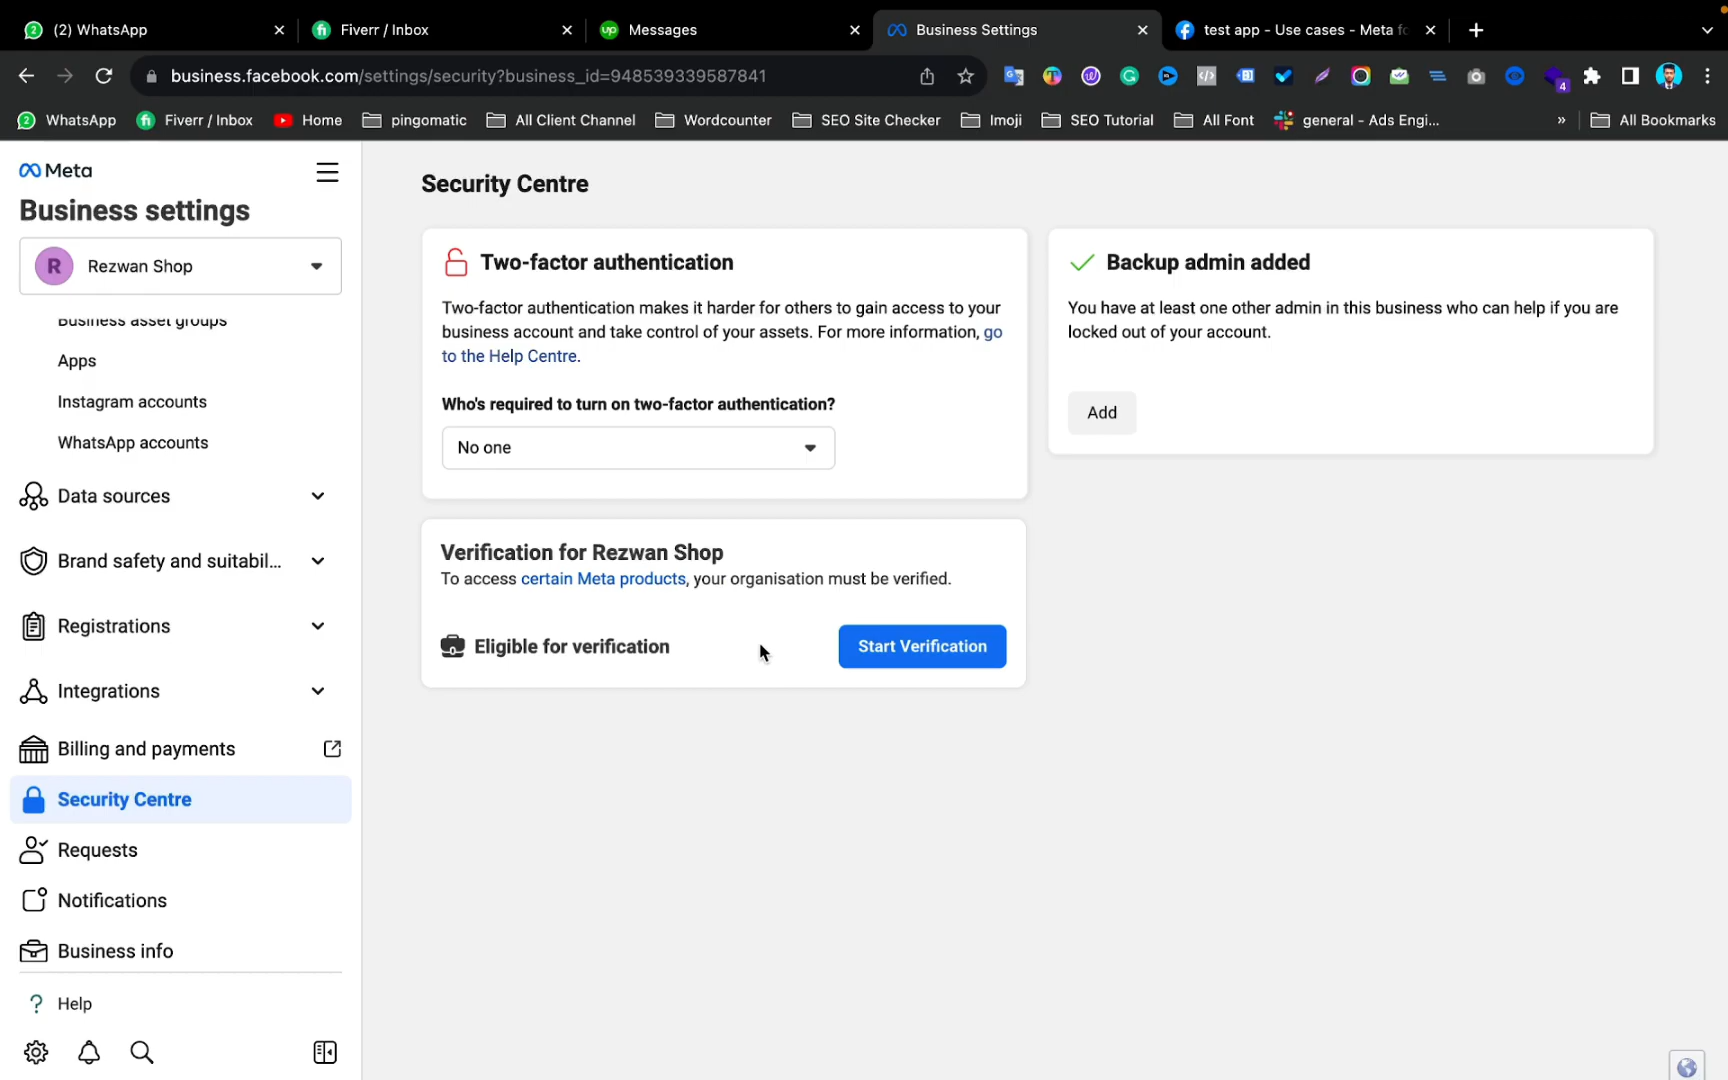 (2) WhatsApp
Fiverr / Inbox
up
Messages
Business Settings
test app - Use cases - Meta fo
business.facebook.com/settings/security?business_id=948539339587841
4
WhatsApp
Fiverr / Inbox
Home
pingomatic
All Client Channel
Wordcounter
SEO Site Checker
Imoji
SEO Tutorial
All Font
general - Ads Engi...
»
All Bookmarks
Meta
Business settings
R
Rezwan Shop
Business asset groups
Apps
Instagram accounts
WhatsApp accounts
Data sources
Brand safety and suitabil...
Registrations
Integrations
Billing and payments
Security Centre
Requests
Notifications
Business info
? Help
Security Centre
Two-factor authentication
Two-factor authentication makes it harder for others to gain access to your
business account and take control of your assets. For more information, go
to the Help Centre.
Who's required to turn on two-factor authentication?
No one
Backup admin added
You have at least one other admin in this business who can help if you are
locked out of your account.
Add
Verification for Rezwan Shop
To access certain Meta products, your organisation must be verified.
Eligible for verification
Start Verification